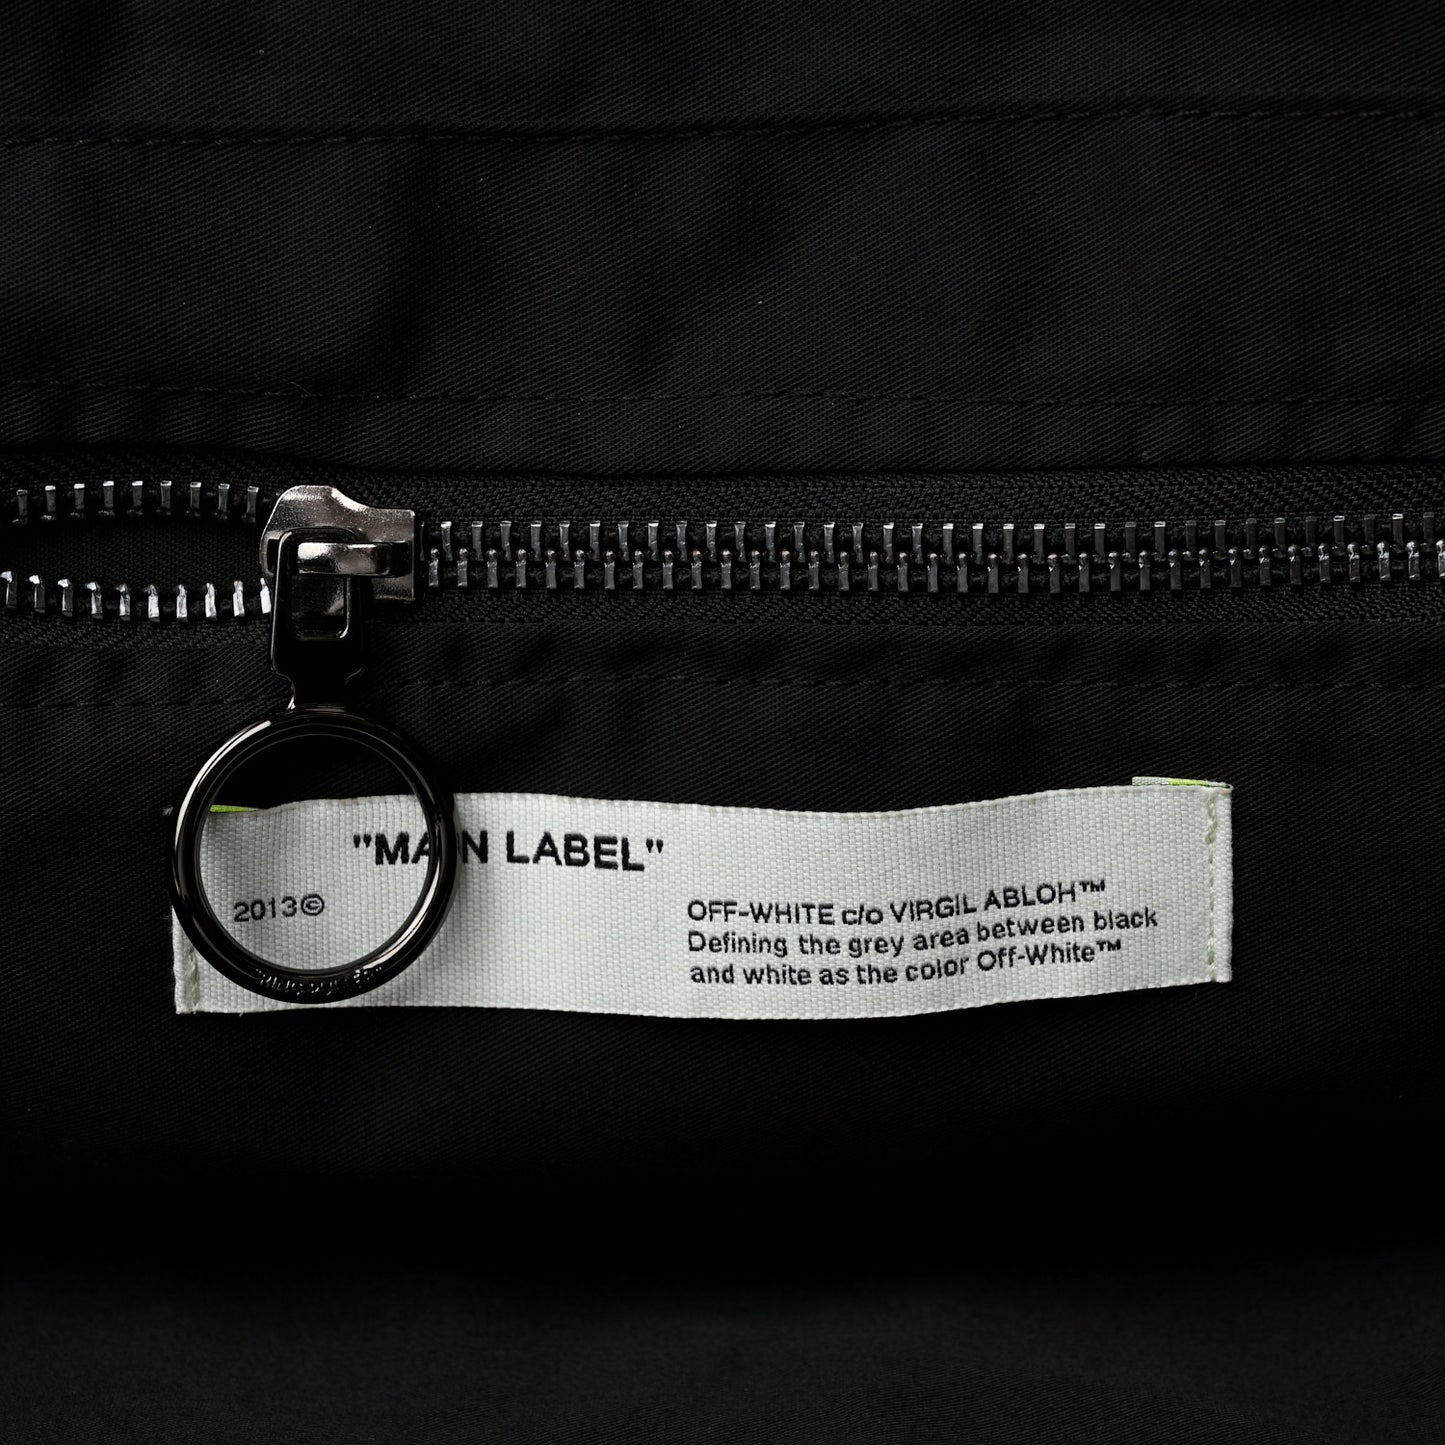 "MAIN LABEL"
2013©
OFF-WHITE c/o VIRGIL ABLOH™
Defining the grey area between black
and white as the color Off-White™